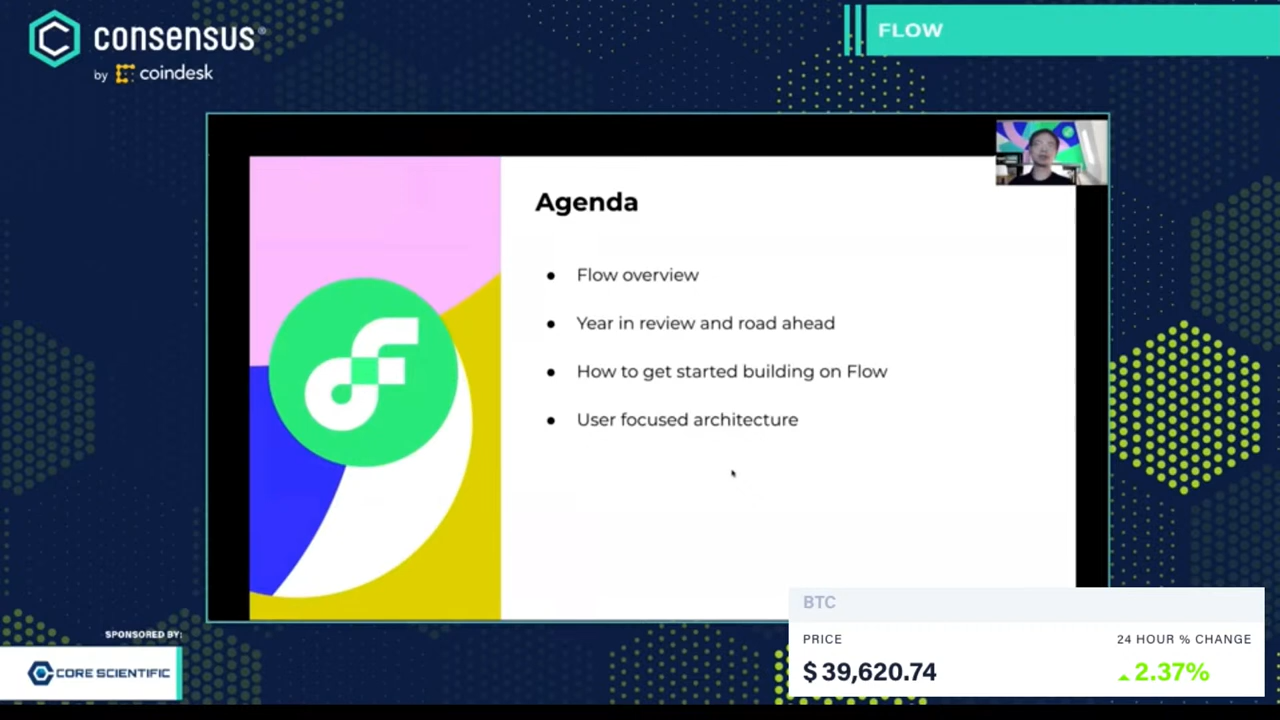 consensus®
by coindesk
FLOW
Agenda
● Flow overview
● Year in review and road ahead
● How to get started building on Flow
● User focused architecture
SPONSORED BY:
CORE SCIENTIFIC
BTC
PRICE
24 HOUR % CHANGE
$ 39,620.74
2.37%